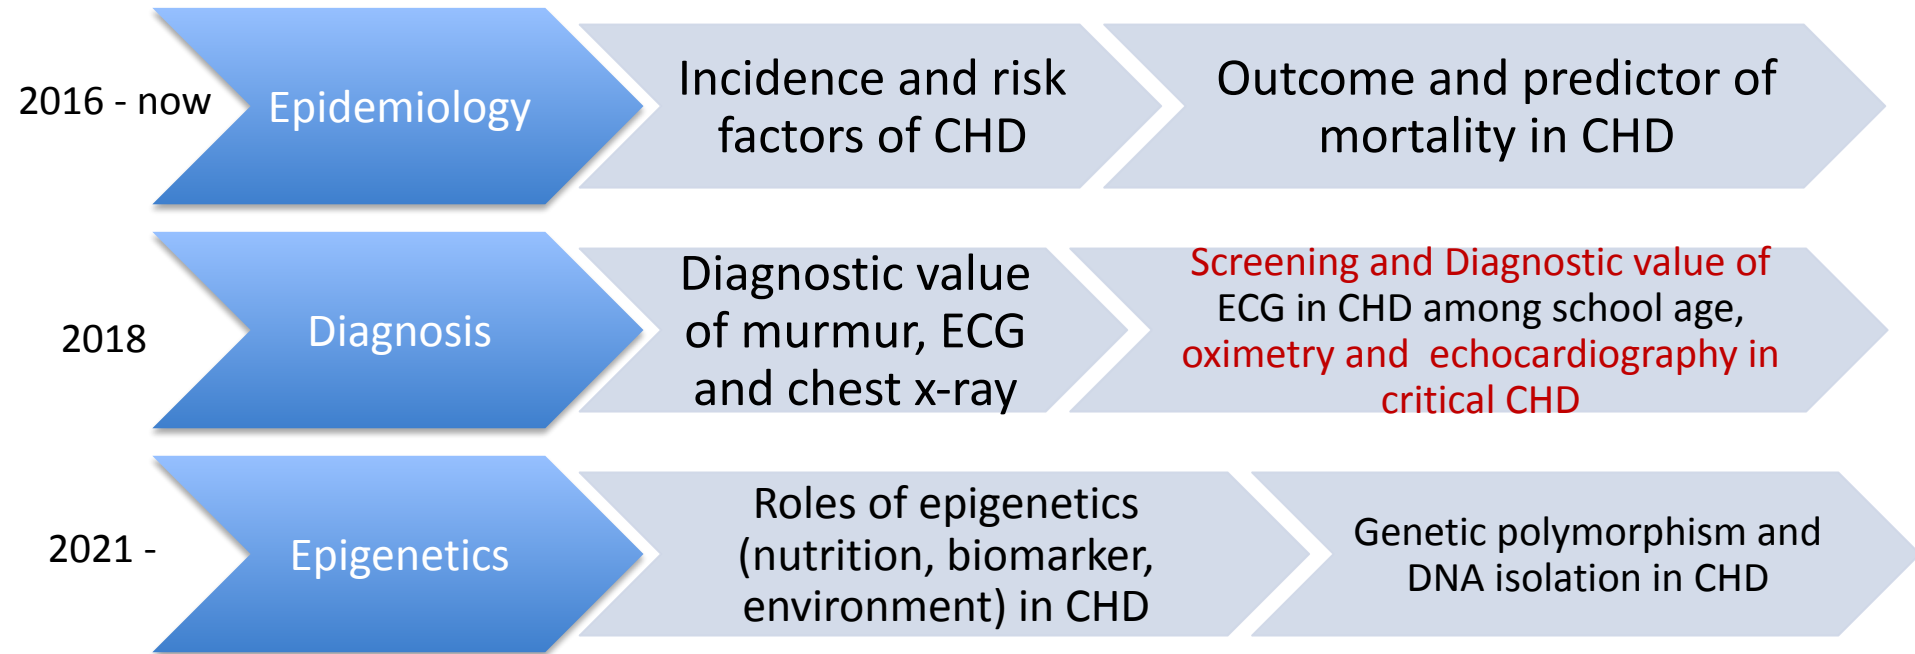 2016 - now
Epidemiology
Incidence and risk
factors of CHD
Outcome and predictor of
mortality in CHD
2018
Diagnosis
Diagnostic value
of murmur, ECG
and chest x-ray
Screening and Diagnostic value of
ECG in CHD among school age,
oximetry and echocardiography in
critical CHD
2021 -
Epigenetics
Roles of epigenetics
(nutrition, biomarker,
environment) in CHD
Genetic polymorphism and
DNA isolation in CHD